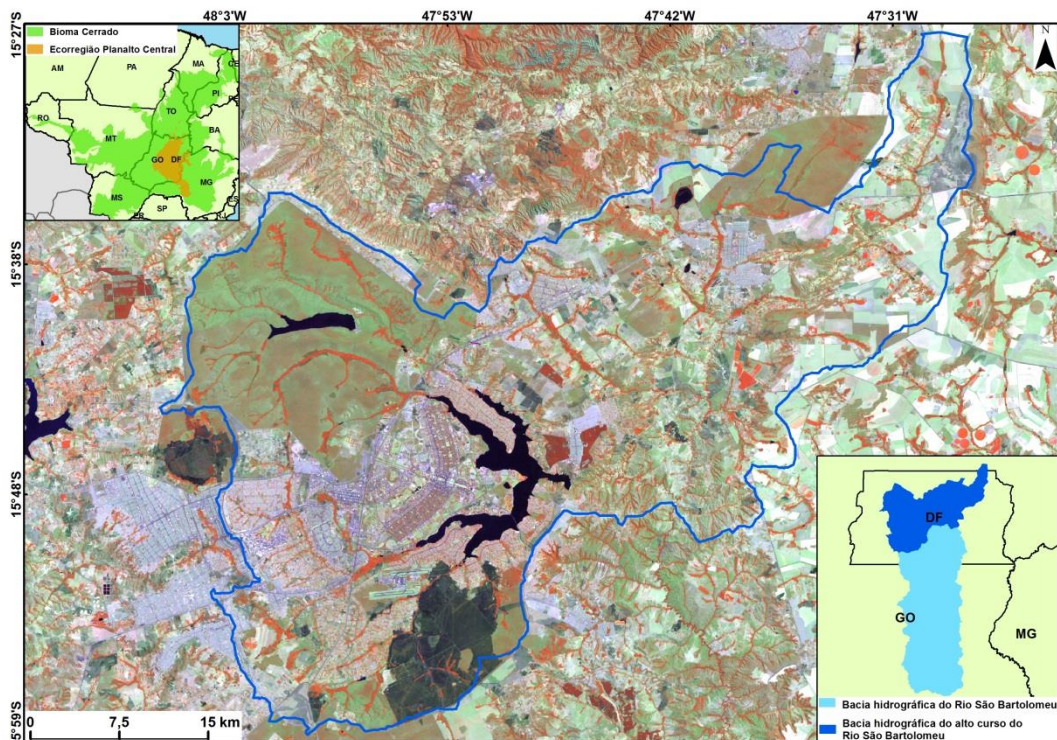 48°3'W 47°53'W 47°42'W 47°31'W
15°27'S
15°38'S
15°48'S
5°59'S
Bioma Cerrado
Ecorregião Planalto Central
AM PA MA CE
PI
TO
RO MT BA
GO DF
MG
MS ES
SP
PR RJ
N
0 7,5 15 km
DF
GO
MG
Bacia hidrográfica do Rio São Bartolomeu
Bacia hidrográfica do alto curso do
Rio São Bartolomeu